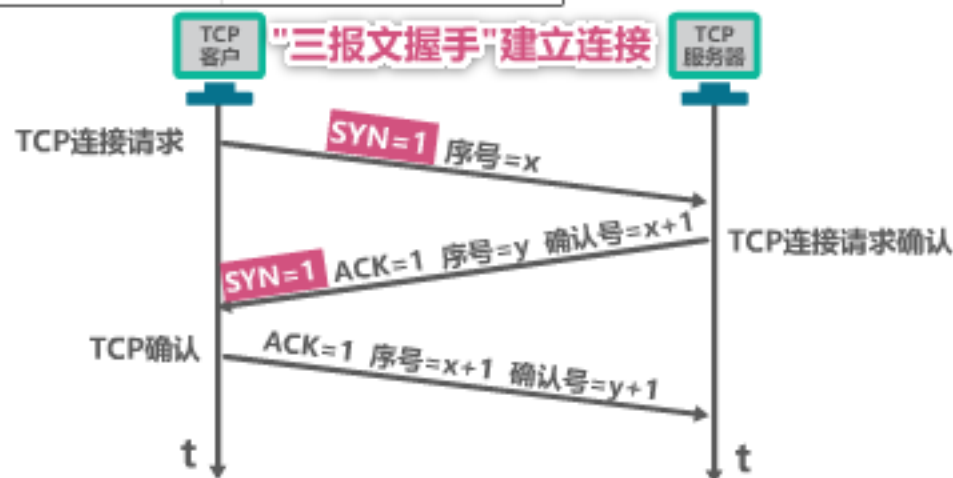 TCP
客户
"三报文握手"建立连接
TCP
服务器
TCP连接请求
SYN=1 序号=x
SYN=1 ACK=1 序号=y 确认号=x+1
TCP连接请求确认
TCP确认
ACK=1 序号=x+1 确认号=y+1
t
t